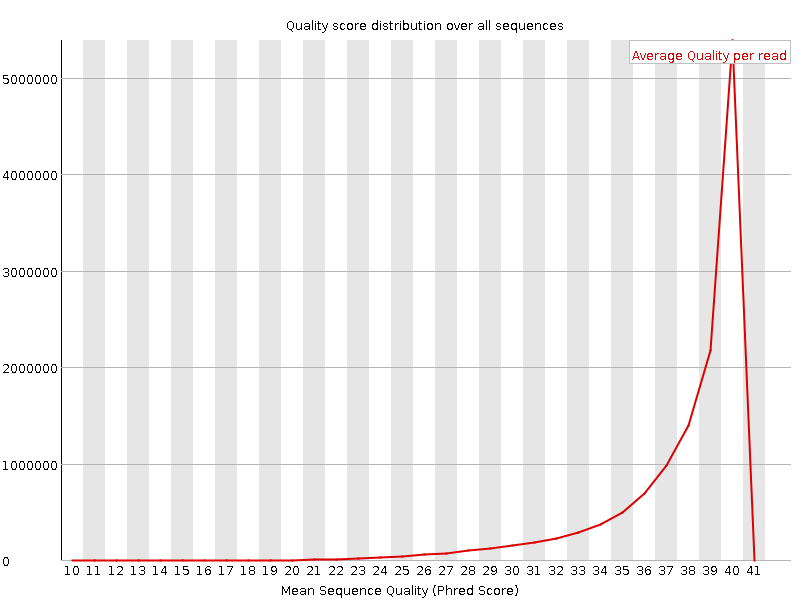 Quality score distribution over all sequences
Average Quality per read
5000000
4000000
3000000
2000000
1000000
0
10 11 12 13 14 15 16 17 18 19 20 21 22 23 24 25 26 27 28 29 30 31 32 33 34 35 36 37 38 39 40 41
Mean Sequence Quality (Phred Score)